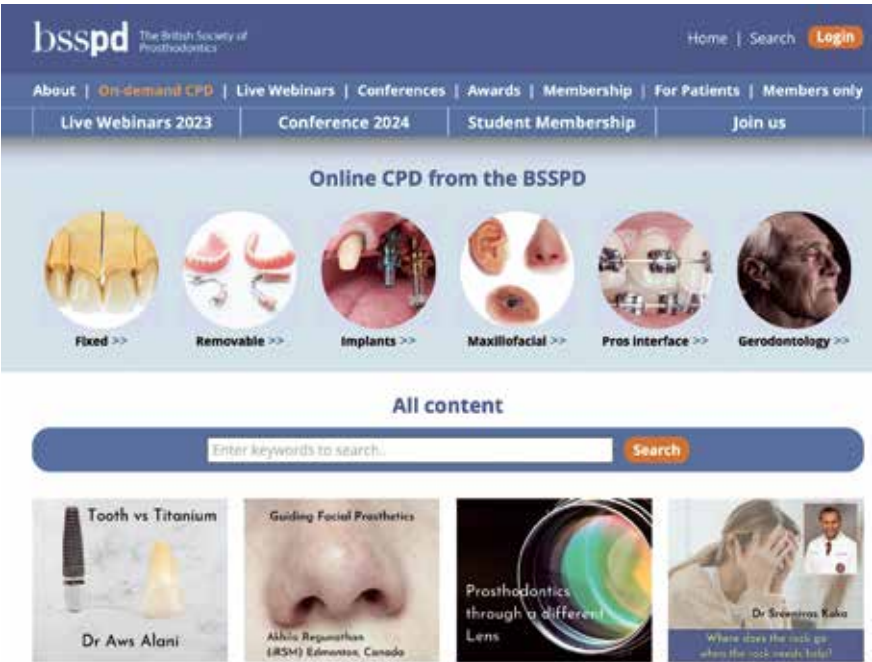 bsspd The British Society of
Prosthodontics
Home | Search Login
About | On-demand CPD | Live Webinars | Conferences | Awards | Membership | For Patients | Members only
Live Webinars 2023 Conference 2024 Student Membership Join us
Online CPD from the BSSPD
Fixed >> Removable >> Implants >> Maxillofacial >> Pros interface >> Gerodontology >>
All content
Enter keywords to search.. Search
Tooth vs Titanium
Dr Aws Alani
Guiding Facial Prosthetics
Akhila Regunathan
(iRSM) Edmonton, Canada
Prosthodontics
through a different
Lens
Dr Sreenivas Koka
Where does the rock go
when the rock needs help?